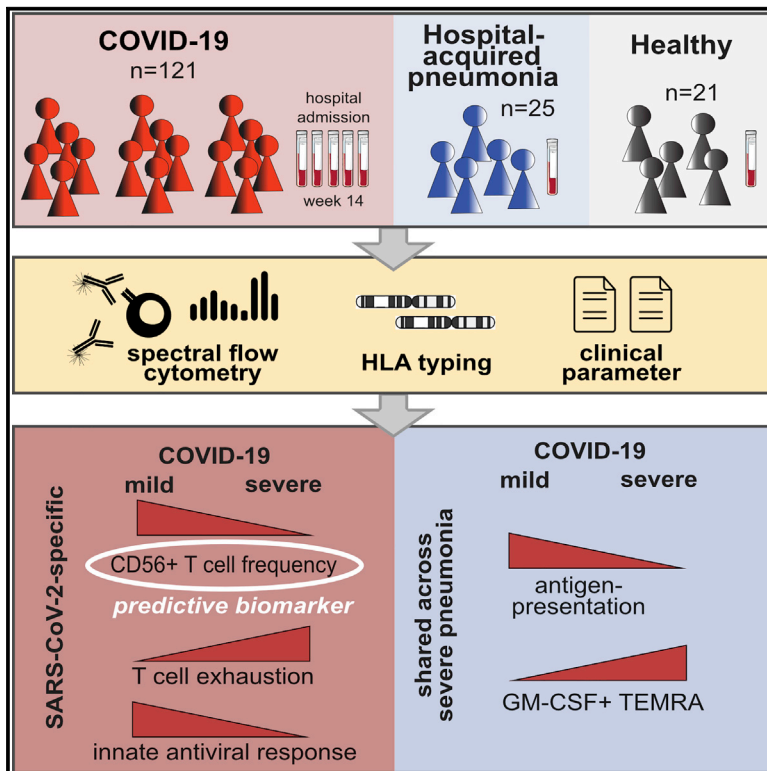 COVID-19
n=121
hospital
admission
week 14
Hospital-
acquired
pneumonia
n=25
Healthy
n=21
spectral flow
cytometry
HLA typing
clinical
parameter
SARS-CoV-2-specific
COVID-19
mild severe
CD56+ T cell frequency
predictive biomarker
T cell exhaustion
innate antiviral response
shared across
severe pneumonia
COVID-19
mild severe
antigen-
presentation
GM-CSF+ TEMRA